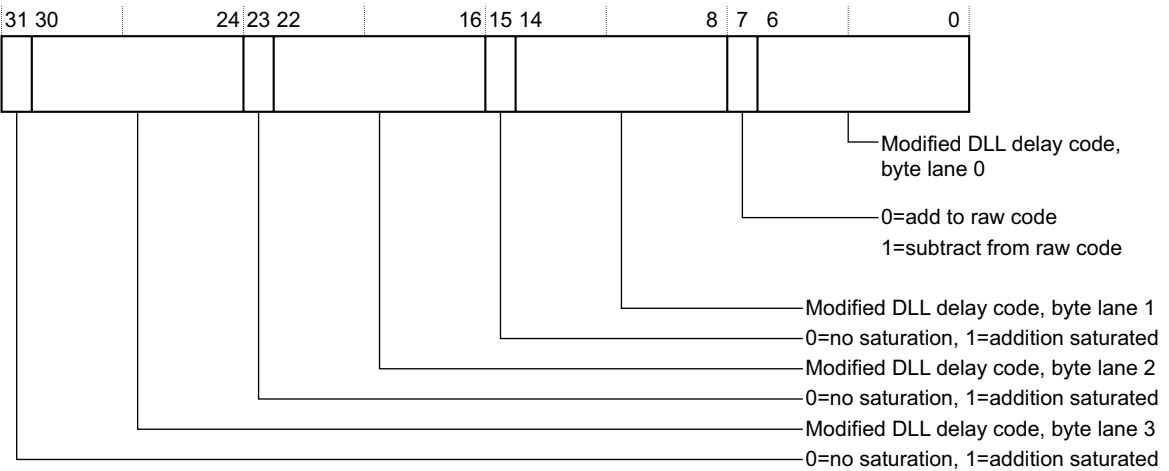 31 30 24 23 22 16 15 14 8 7 6 0
Modified DLL delay code,
byte lane 0
0=add to raw code
1=subtract from raw code
Modified DLL delay code, byte lane 1
0=no saturation, 1=addition saturated
Modified DLL delay code, byte lane 2
0=no saturation, 1=addition saturated
Modified DLL delay code, byte lane 3
0=no saturation, 1=addition saturated